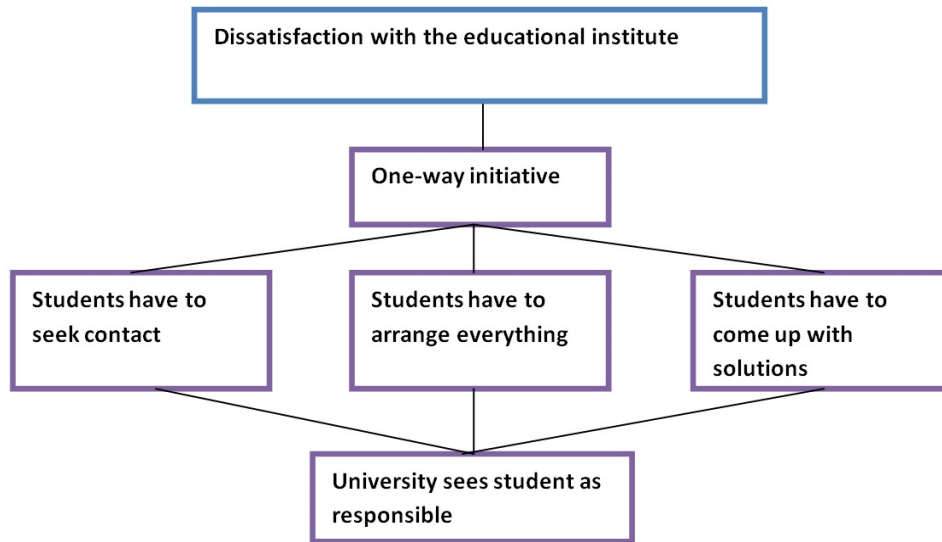 Dissatisfaction with the educational institute
One-way initiative
Students have to
seek contact
Students have to
arrange everything
Students have to
come up with
solutions
University sees student as
responsible